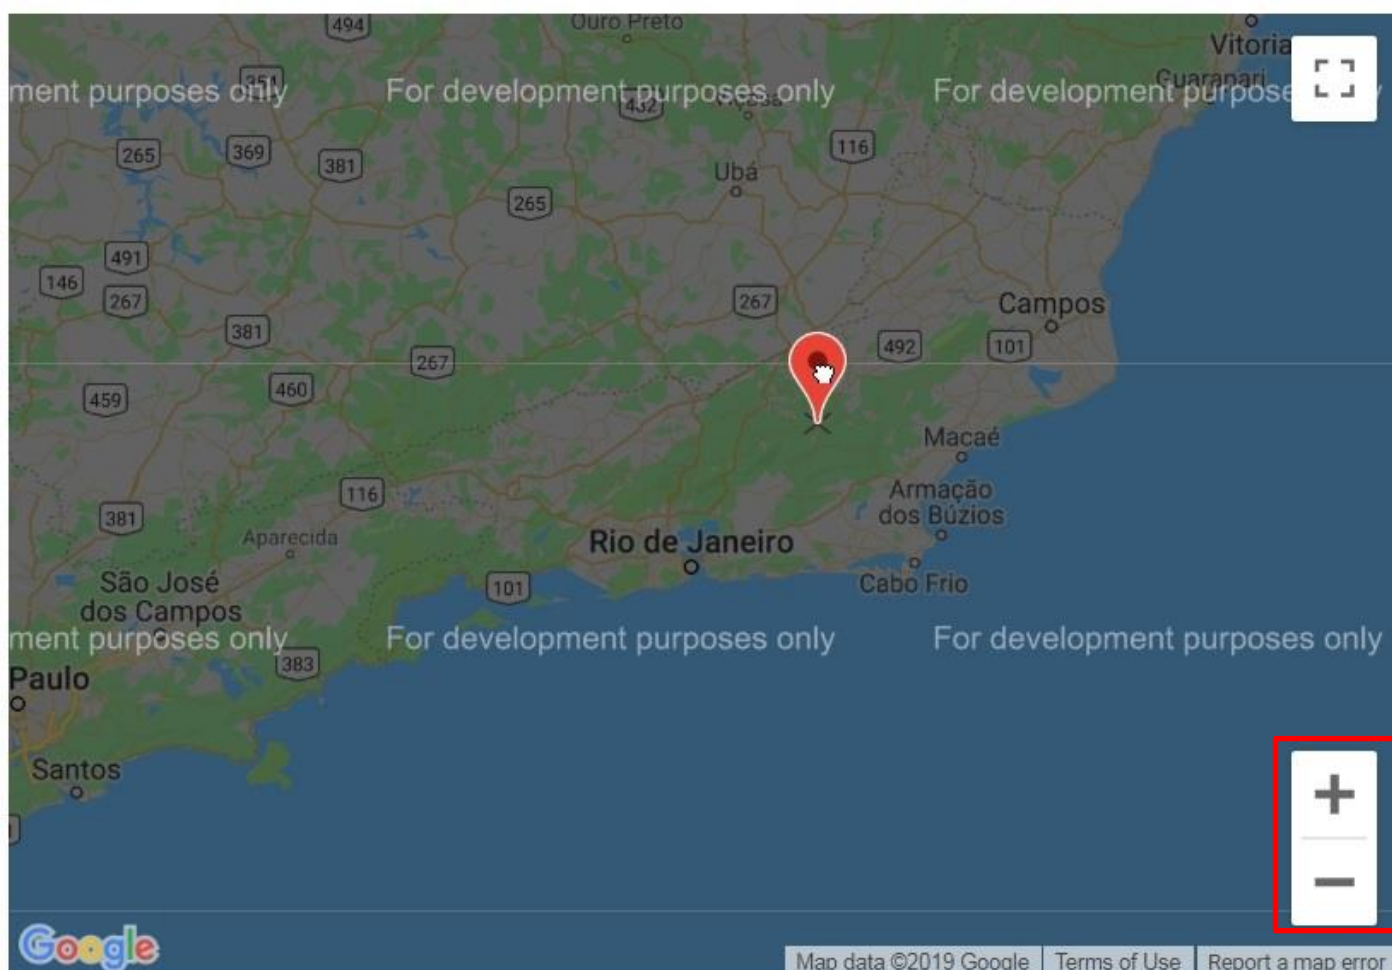 494
Ouro Preto
Vitoria
354
Guarapari
ment purposes only
For development purposes only
For development purpose
432
265
369
381
116
Ubá
265
491
146
267
267
Campos
381
267
492
101
459
460
Macaé
116
Armação
dos Búzios
381
Aparecida
Rio de Janeiro
São José
dos Campos
101
Cabo Frio
ment purposes only
For development purposes only
For development purposes only
383
Paulo
Santos
+
−
Google
Map data ©2019 Google
Terms of Use
Report a map error